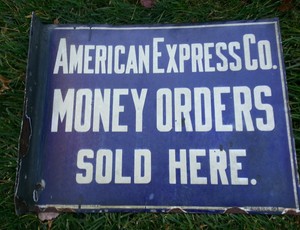 AMERICAN EXPRESS CO.
MONEY ORDERS
SOLD HERE.